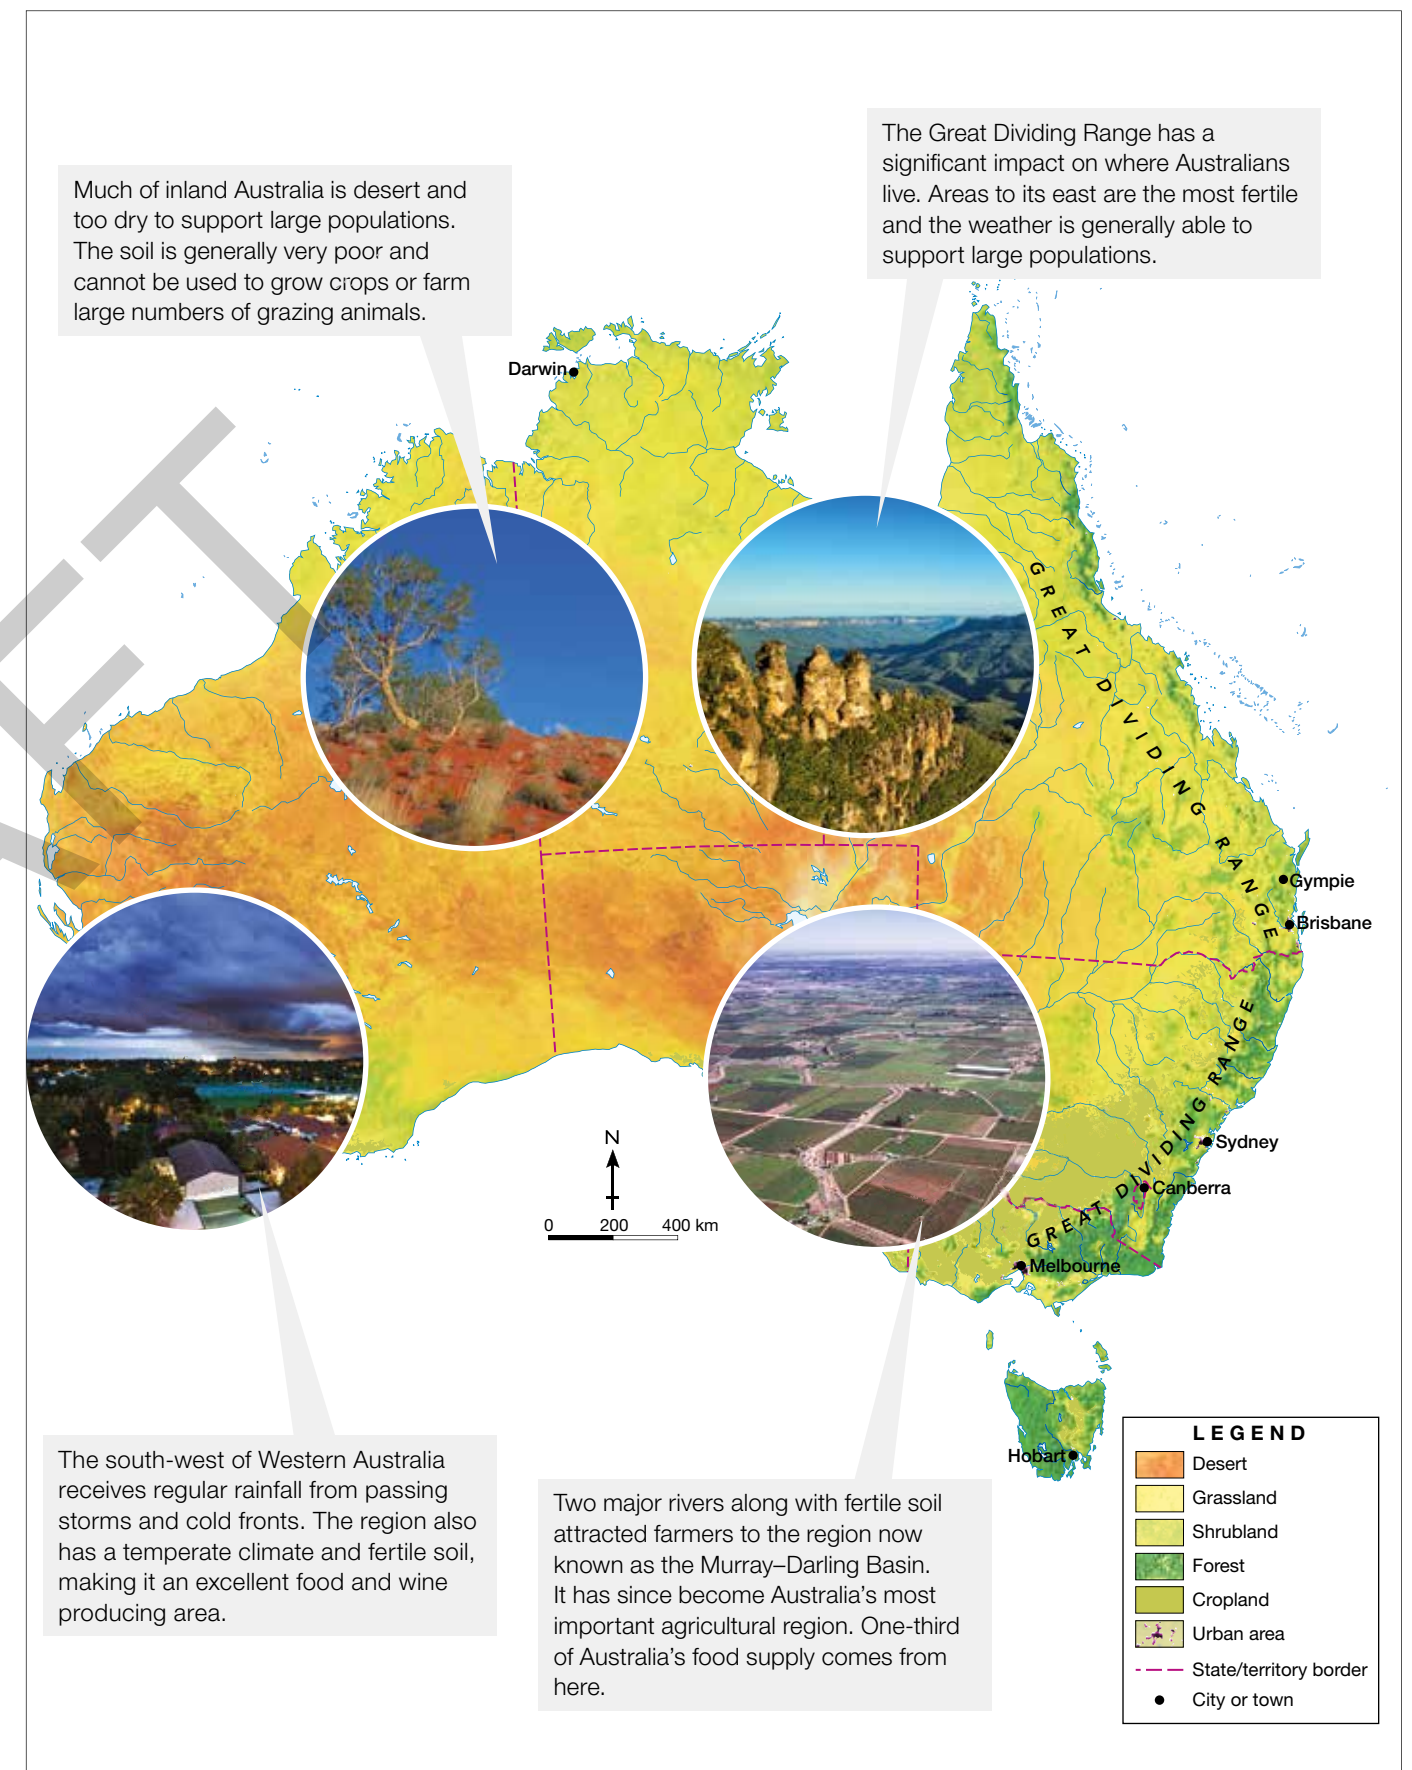 The Great Dividing Range has a
significant impact on where Australians
live. Areas to its east are the most fertile
and the weather is generally able to
support large populations.
Much of inland Australia is desert and
too dry to support large populations.
The soil is generally very poor and
cannot be used to grow crops or farm
large numbers of grazing animals.
Darwin
GREAT DIVIDING RANGE
Gympie
Brisbane
GREAT DIVIDING RANGE
Sydney
Canberra
Melbourne
Hobart
N
0 200 400 km
The south-west of Western Australia
receives regular rainfall from passing
storms and cold fronts. The region also
has a temperate climate and fertile soil,
making it an excellent food and wine
producing area.
Two major rivers along with fertile soil
attracted farmers to the region now
known as the Murray–Darling Basin.
It has since become Australia's most
important agricultural region. One-third
of Australia's food supply comes from
here.
LEGEND
Desert
Grassland
Shrubland
Forest
Cropland
Urban area
State/territory border
City or town